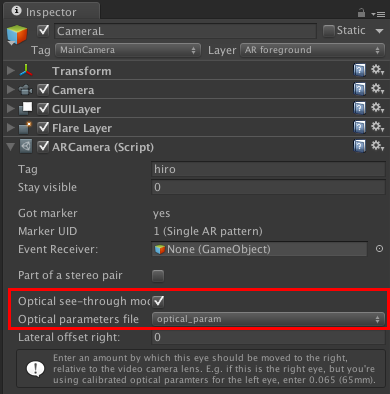 Inspector
CameraL Static
Tag MainCamera Layer AR foreground
Transform
Camera
GUILayer
Flare Layer
ARCamera (Script)
Tag hiro
Stay visible 0
Got marker yes
Marker UID 1 (Single AR pattern)
Event Receiver: None (GameObject)
Part of a stereo pair
Optical see-through mod
Optical parameters file optical_param
Lateral offset right: 0
Enter an amount by which this eye should be moved to the right,
relative to the video camera lens. E.g. if this is the right eye, but you're
using calibrated optical paramters for the left eye, enter 0.065 (65mm).